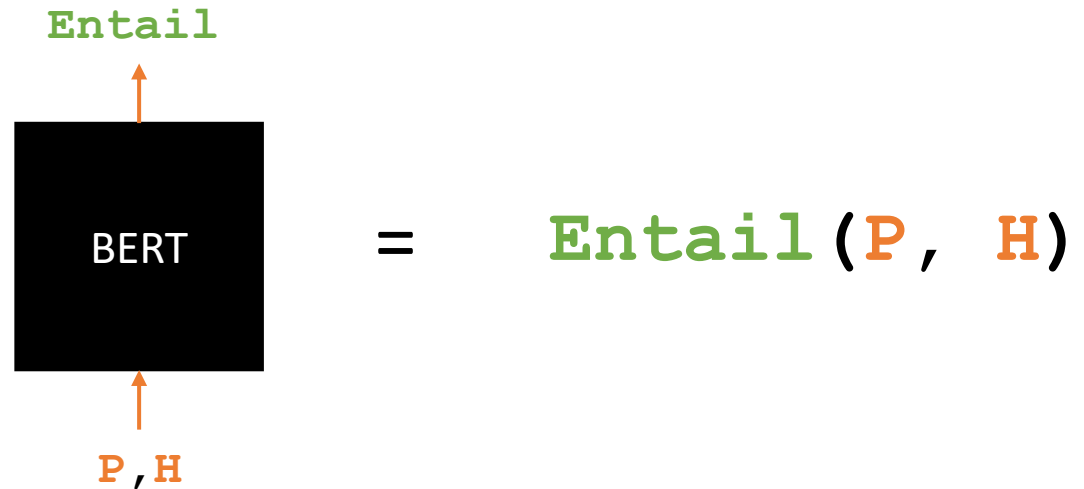 Entail
BERT
= Entail(P, H)
P,H